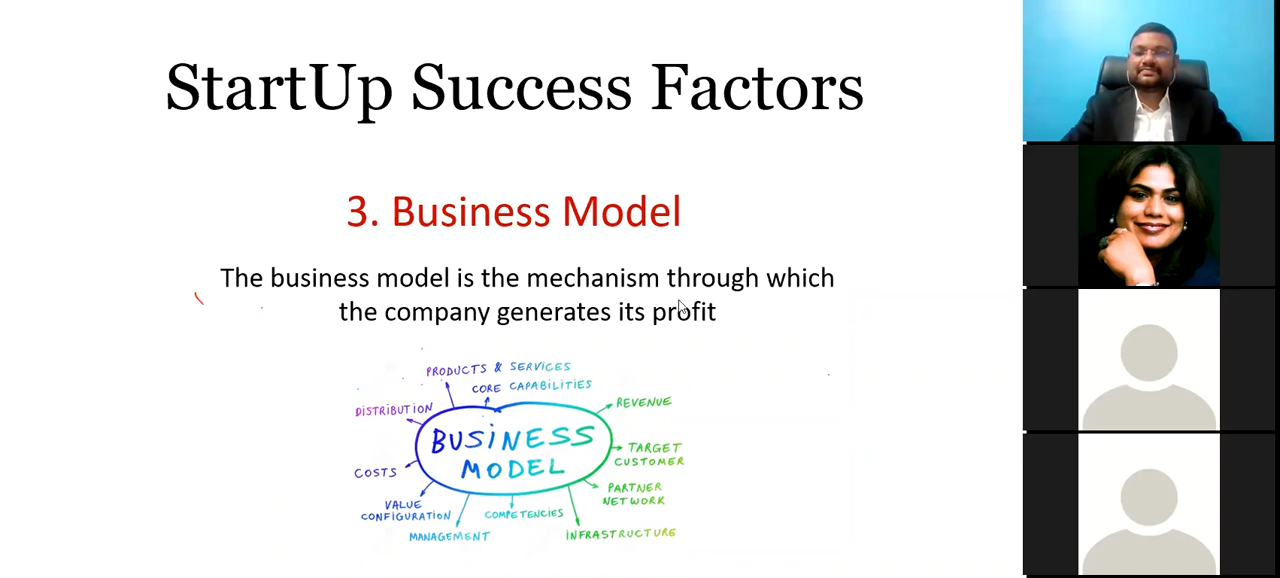 StartUp Success Factors
3. Business Model
The business model is the mechanism through which
the company generates its profit
PRODUCTS & SERVICES
CORE CAPABILITIES
DISTRIBUTION
REVENUE
BUSINESS
MODEL
TARGET
CUSTOMER
COSTS
PARTNER
NETWORK
VALUE
CONFIGURATION
COMPETENCIES
MANAGEMENT
INFRASTRUCTURE